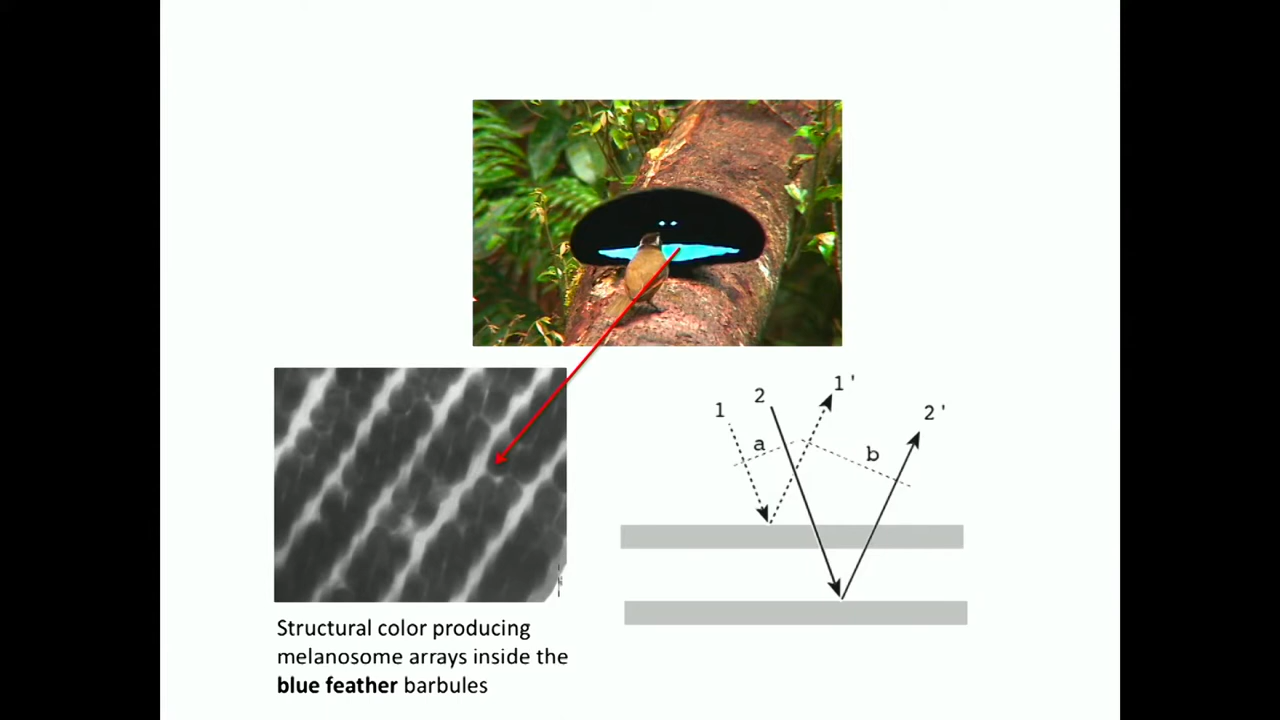 1
2
1'
2'
a
b
Structural color producing
melanosome arrays inside the
blue feather barbules